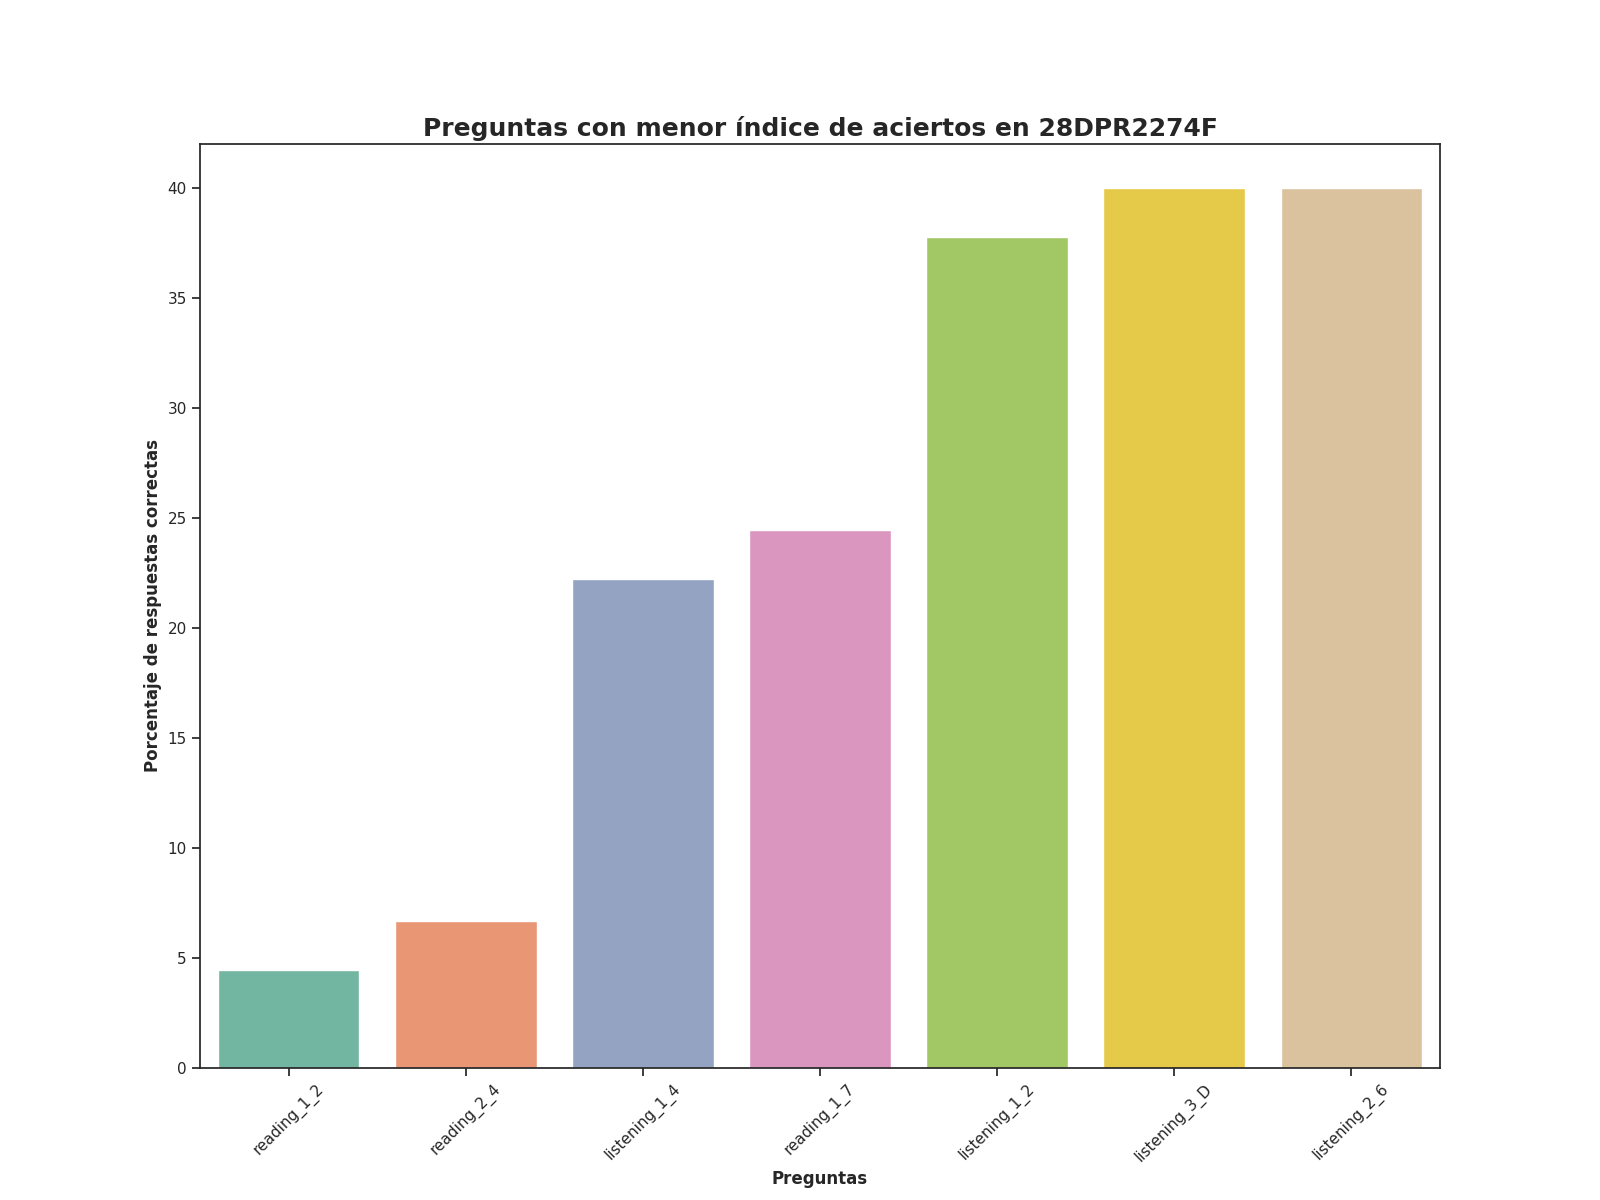 Preguntas con menor índice de aciertos en 28DPR2274F
Porcentaje de respuestas correctas
40
35
30
25
20
15
10
5
0
reading_1_2
reading_2_4
listening_1_4
reading_1_7
listening_1_2
listening_3_D
listening_2_6
Preguntas